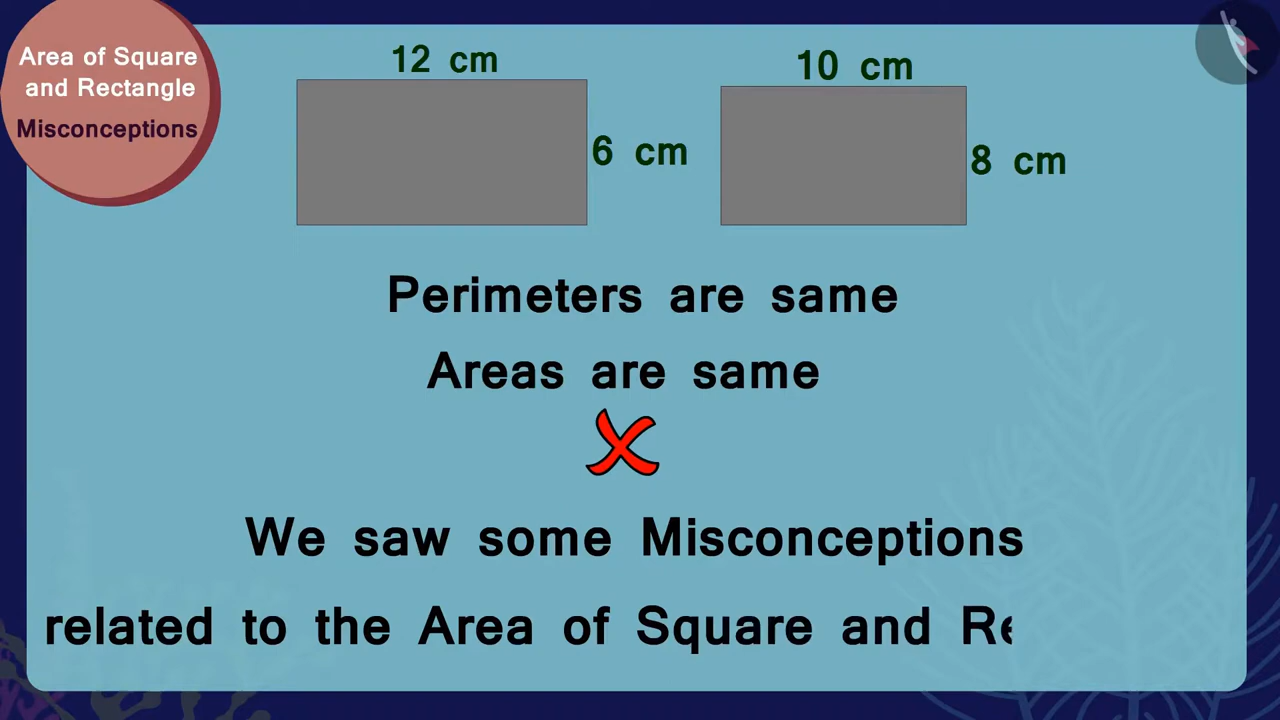 Area of Square
and Rectangle
Misconceptions
12 cm
6 cm
10 cm
8 cm
Perimeters are same
Areas are same
We saw some Misconceptions
related to the Area of Square and Re